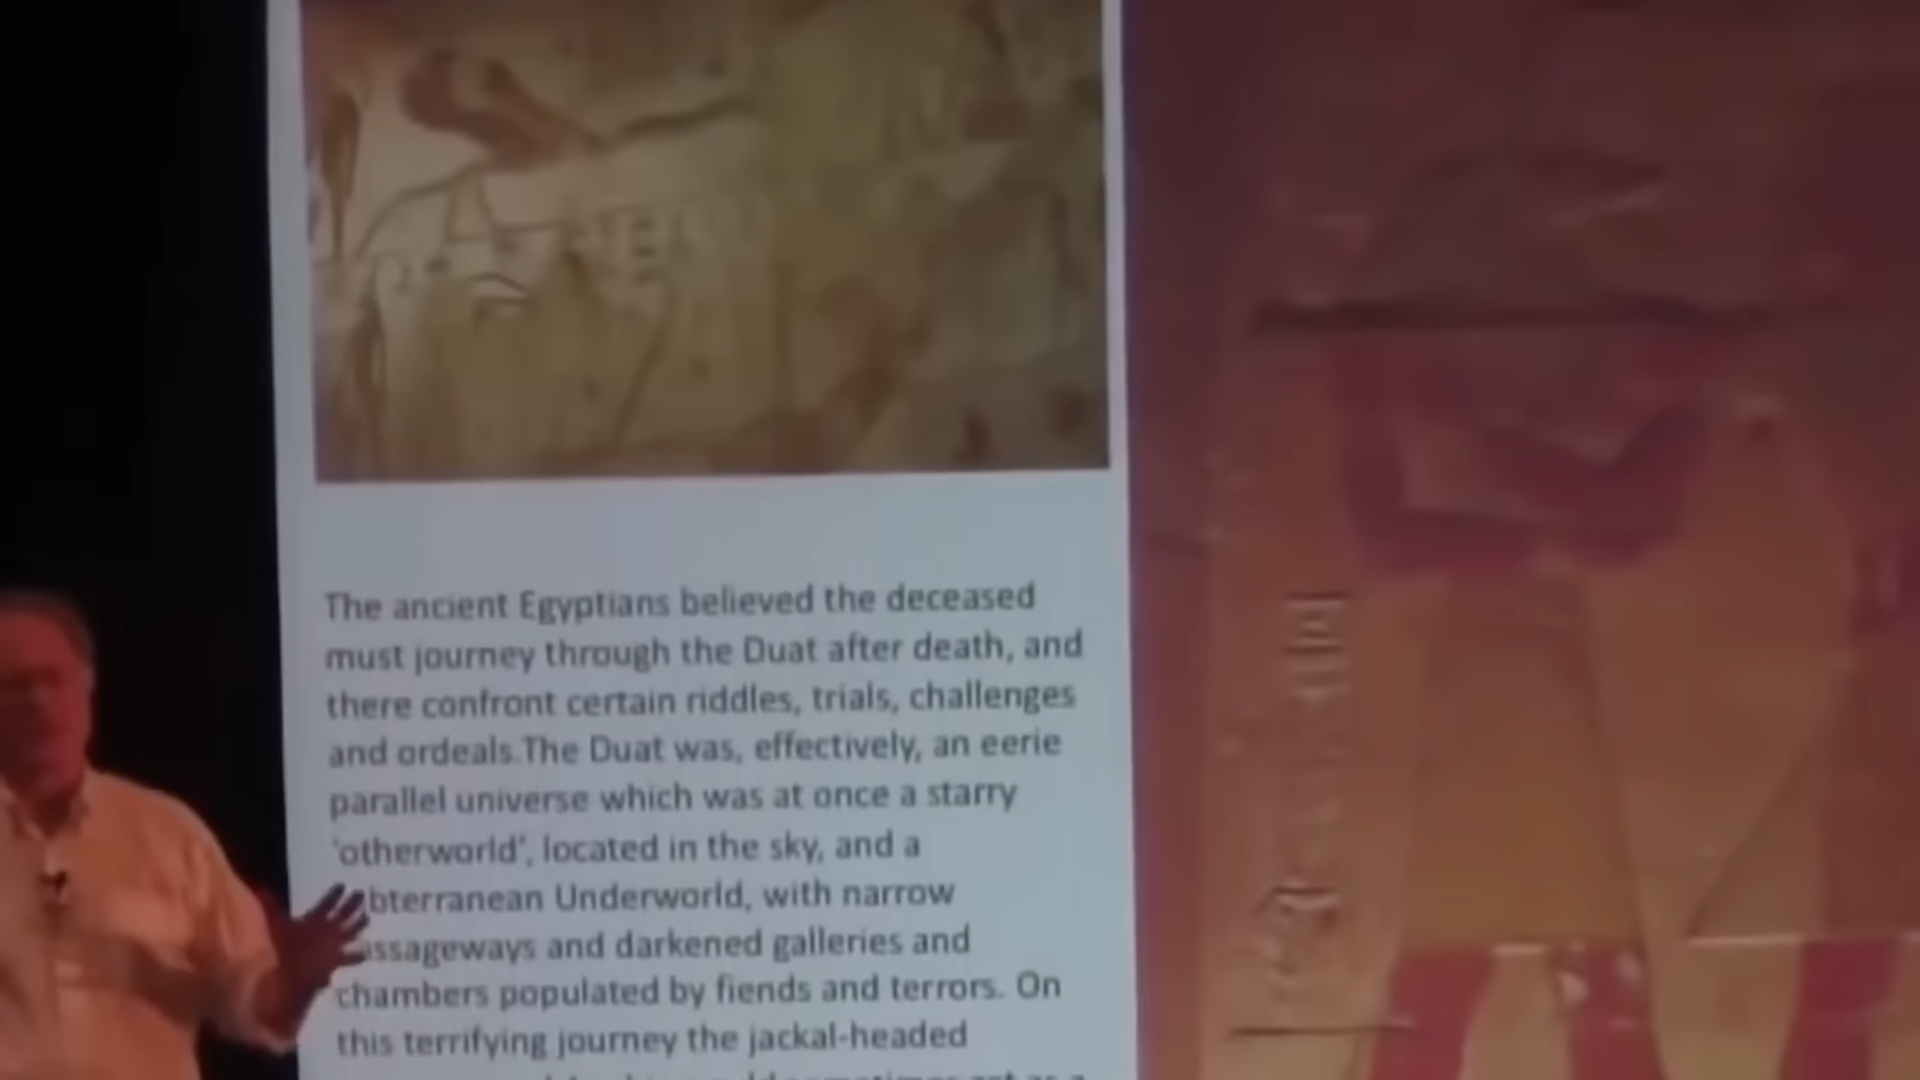 The ancient Egyptians believed the deceased
must journey through the Duat after death, and
there confront certain riddles, trials, challenges
and ordeals.The Duat was, effectively, an eerie
parallel universe which was at once a starry
'otherworld', located in the sky, and a
bterranean Underworld, with narrow
assageways and darkened galleries and
chambers populated by fiends and terrors. On
this terrifying journey the jackal-headed